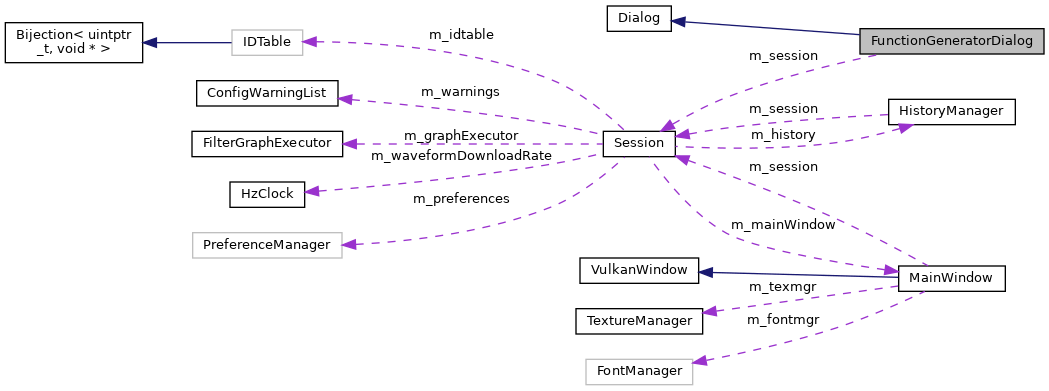 Bijection< uintptr
_t, void * >
IDTable
ConfigWarningList
FilterGraphExecutor
HzClock
PreferenceManager
m_idtable
m_warnings
m_graphExecutor
m_waveformDownloadRate
m_preferences
Dialog
Session
VulkanWindow
TextureManager
FontManager
m_session
m_session
m_history
m_session
m_mainWindow
m_texmgr
m_fontmgr
FunctionGeneratorDialog
HistoryManager
MainWindow